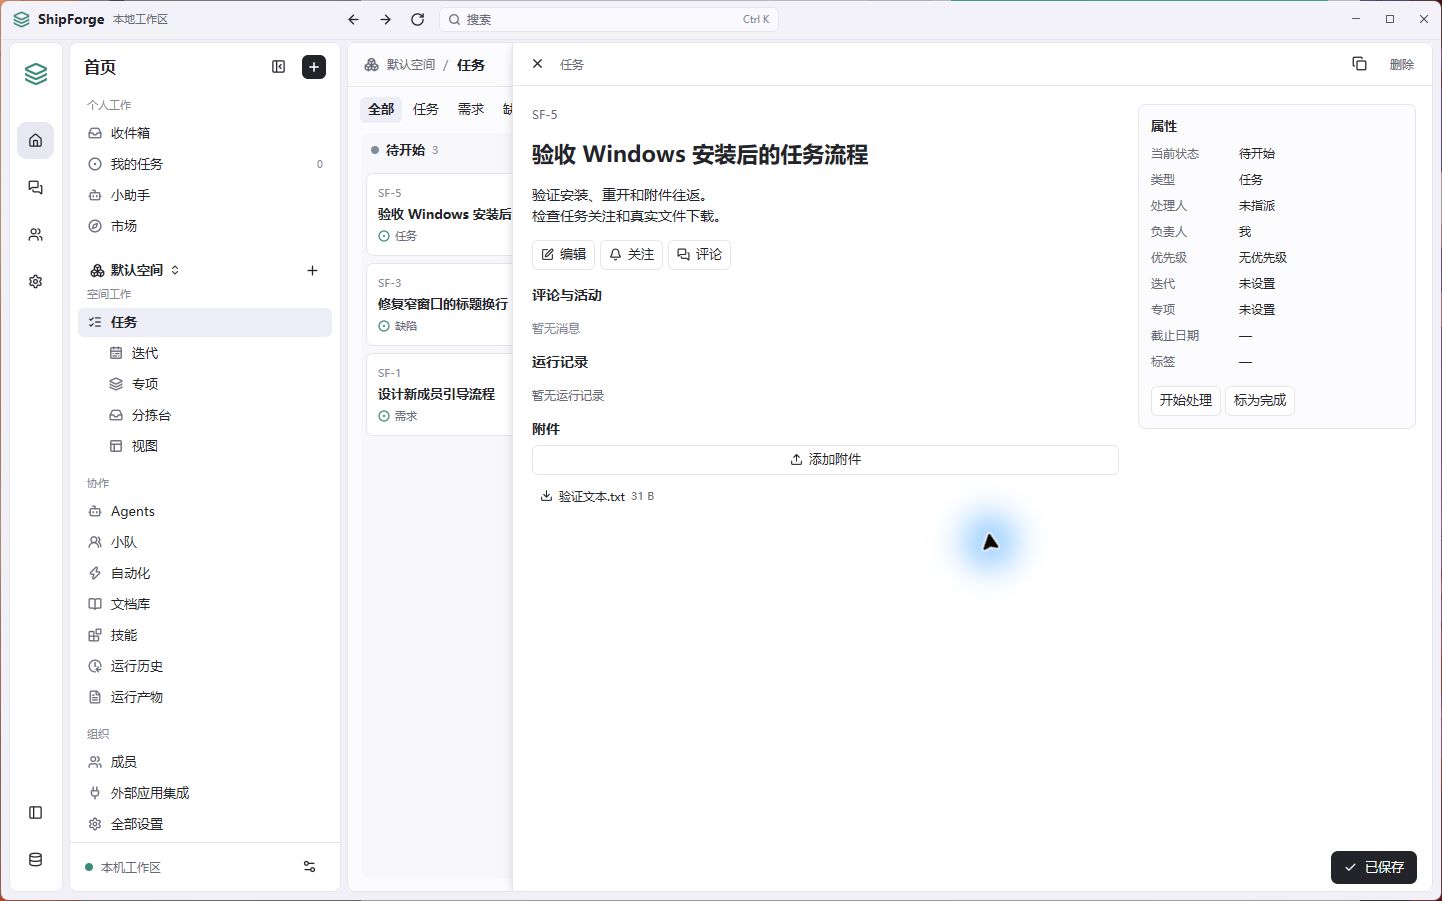 ShipForge 本地工作区
搜索
Ctrl K
首页
个人工作
收件箱
我的任务 0
小助手
市场
默认空间
空间工作
任务
迭代
专项
分拣台
视图
协作
Agents
小队
自动化
文档库
技能
运行历史
运行产物
组织
成员
外部应用集成
全部设置
本机工作区
默认空间 / 任务
全部 任务 需求
待开始 3
SF-5
验收 Windows 安装后
任务
SF-3
修复窄窗口的标题换行
缺陷
SF-1
设计新成员引导流程
需求
任务
删除
SF-5
验收 Windows 安装后的任务流程
验证安装、重开和附件往返。
检查任务关注和真实文件下载。
编辑 关注 评论
评论与活动
暂无消息
运行记录
暂无运行记录
附件
添加附件
验证文本.txt 31 B
属性
当前状态 待开始
类型 任务
处理人 未指派
负责人 我
优先级 无优先级
迭代 未设置
专项 未设置
截止日期 —
标签 —
开始处理 标为完成
已保存